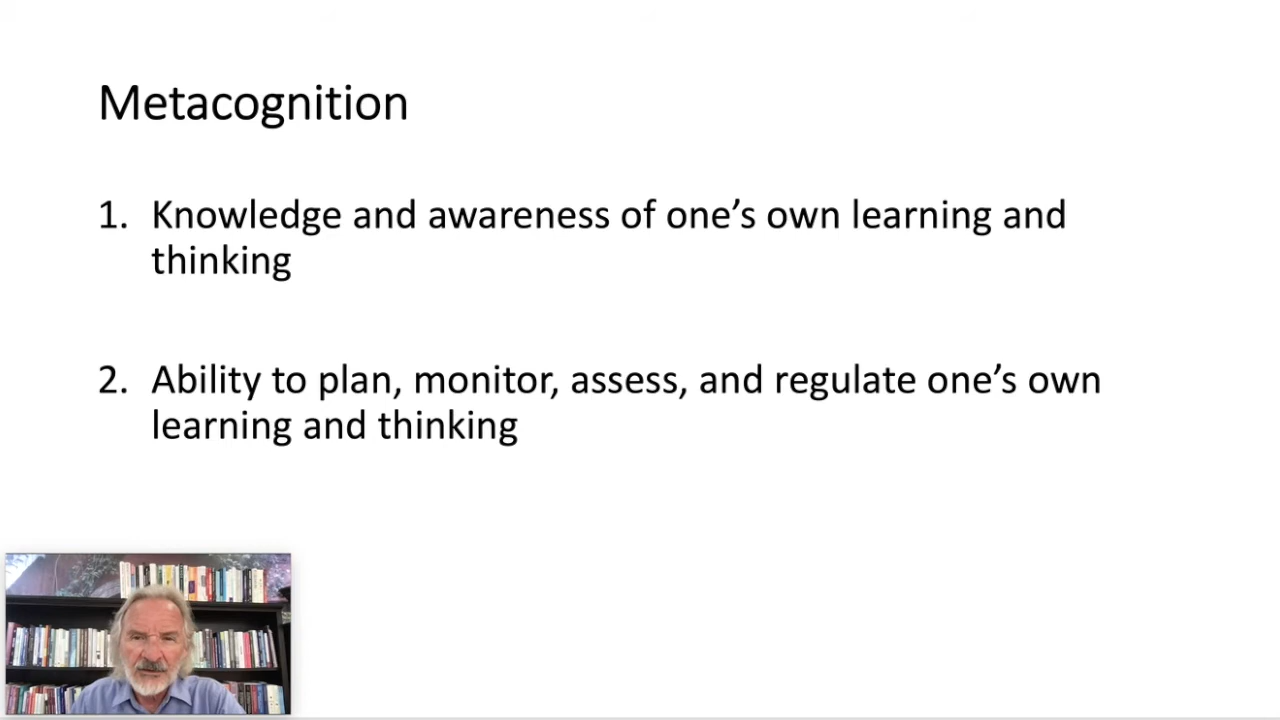 Metacognition
1. Knowledge and awareness of one’s own learning and
thinking
2. Ability to plan, monitor, assess, and regulate one’s own
learning and thinking